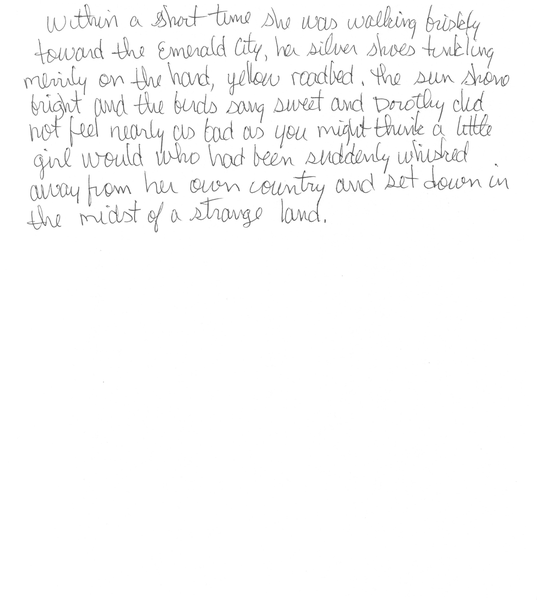 Within a short time she was walking briskly
toward the Emerald City, her silver shoes tinkling
merrily on the hard, yellow roadbed. The sun shone
bright and the birds sang sweet and Dorothy did
not feel nearly as bad as you might think a little
girl would who had been suddenly whisked
away from her own country and set down in
the midst of a strange land.